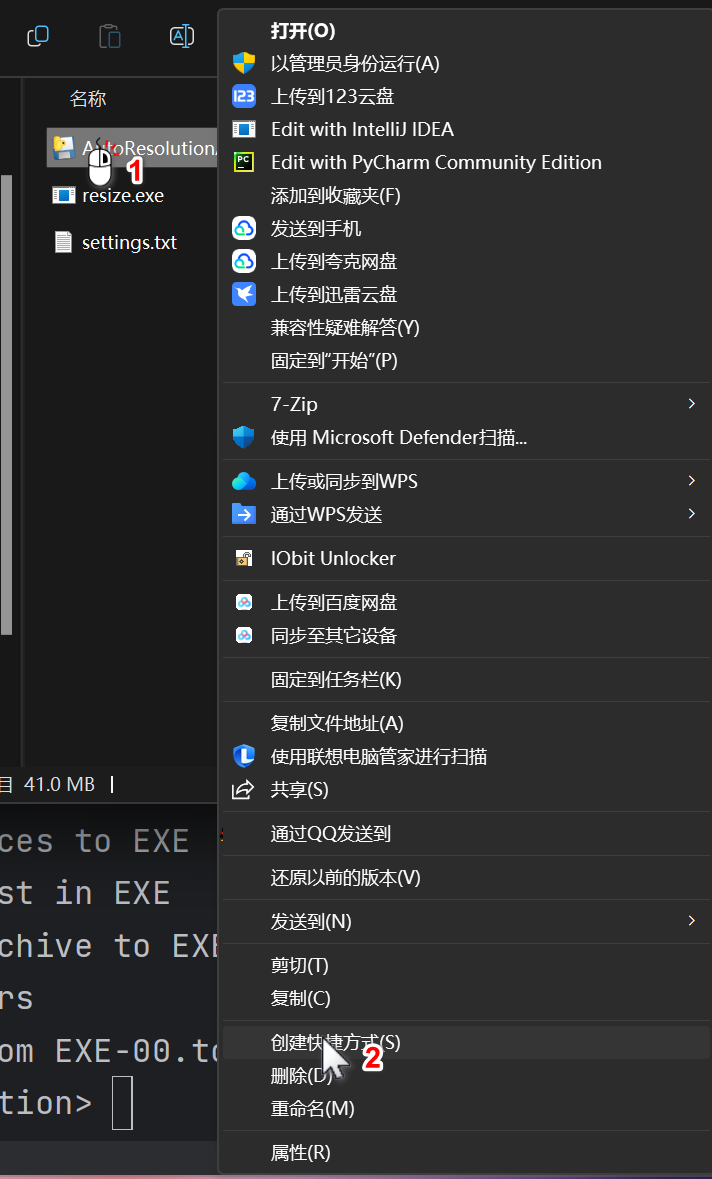 名称
AutoResolution
1
resize.exe
settings.txt
目 41.0 MB
ces to EXE
st in EXE
chive to EXE
rs
om EXE-00.to
tion>
打开(O)
以管理员身份运行(A)
上传到123云盘
Edit with IntelliJ IDEA
Edit with PyCharm Community Edition
添加到收藏夹(F)
发送到手机
上传到夸克网盘
上传到迅雷云盘
兼容性疑难解答(Y)
固定到“开始”(P)
7-Zip
使用 Microsoft Defender扫描...
上传或同步到WPS
通过WPS发送
IObit Unlocker
上传到百度网盘
同步至其它设备
固定到任务栏(K)
复制文件地址(A)
使用联想电脑管家进行扫描
共享(S)
通过QQ发送到
还原以前的版本(V)
发送到(N)
剪切(T)
复制(C)
创建快捷方式(S)
2
删除(D)
重命名(M)
属性(R)